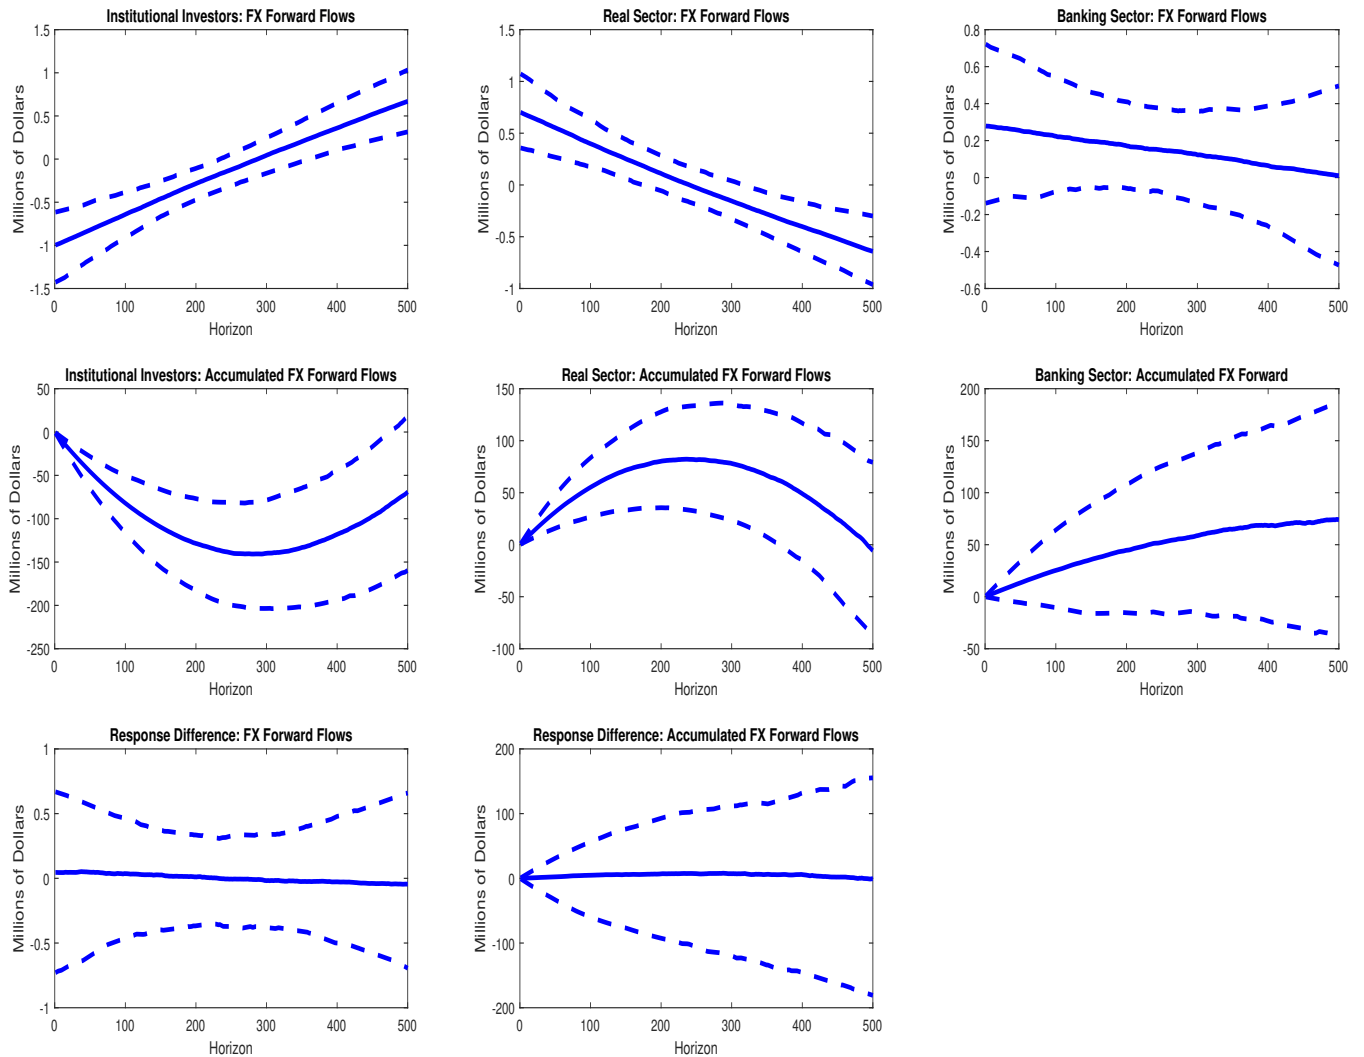 Institutional Investors: FX Forward Flows
Millions of Dollars
1.5
1
0.5
0
-0.5
-1
-1.5
0 100 200 300 400 500
Horizon
Real Sector: FX Forward Flows
Millions of Dollars
1.5
1
0.5
0
-0.5
-1
0 100 200 300 400 500
Horizon
Banking Sector: FX Forward Flows
Millions of Dollars
0.8
0.6
0.4
0.2
0
-0.2
-0.4
-0.6
0 100 200 300 400 500
Horizon
Institutional Investors: Accumulated FX Forward Flows
Millions of Dollars
50
0
-50
-100
-150
-200
-250
0 100 200 300 400 500
Horizon
Real Sector: Accumulated FX Forward Flows
Millions of Dollars
150
100
50
0
-50
-100
0 100 200 300 400 500
Horizon
Banking Sector: Accumulated FX Forward
Millions of Dollars
200
150
100
50
0
-50
0 100 200 300 400 500
Horizon
Response Difference: FX Forward Flows
Millions of Dollars
1
0.5
0
-0.5
-1
0 100 200 300 400 500
Horizon
Response Difference: Accumulated FX Forward Flows
Millions of Dollars
200
100
0
-100
-200
0 100 200 300 400 500
Horizon